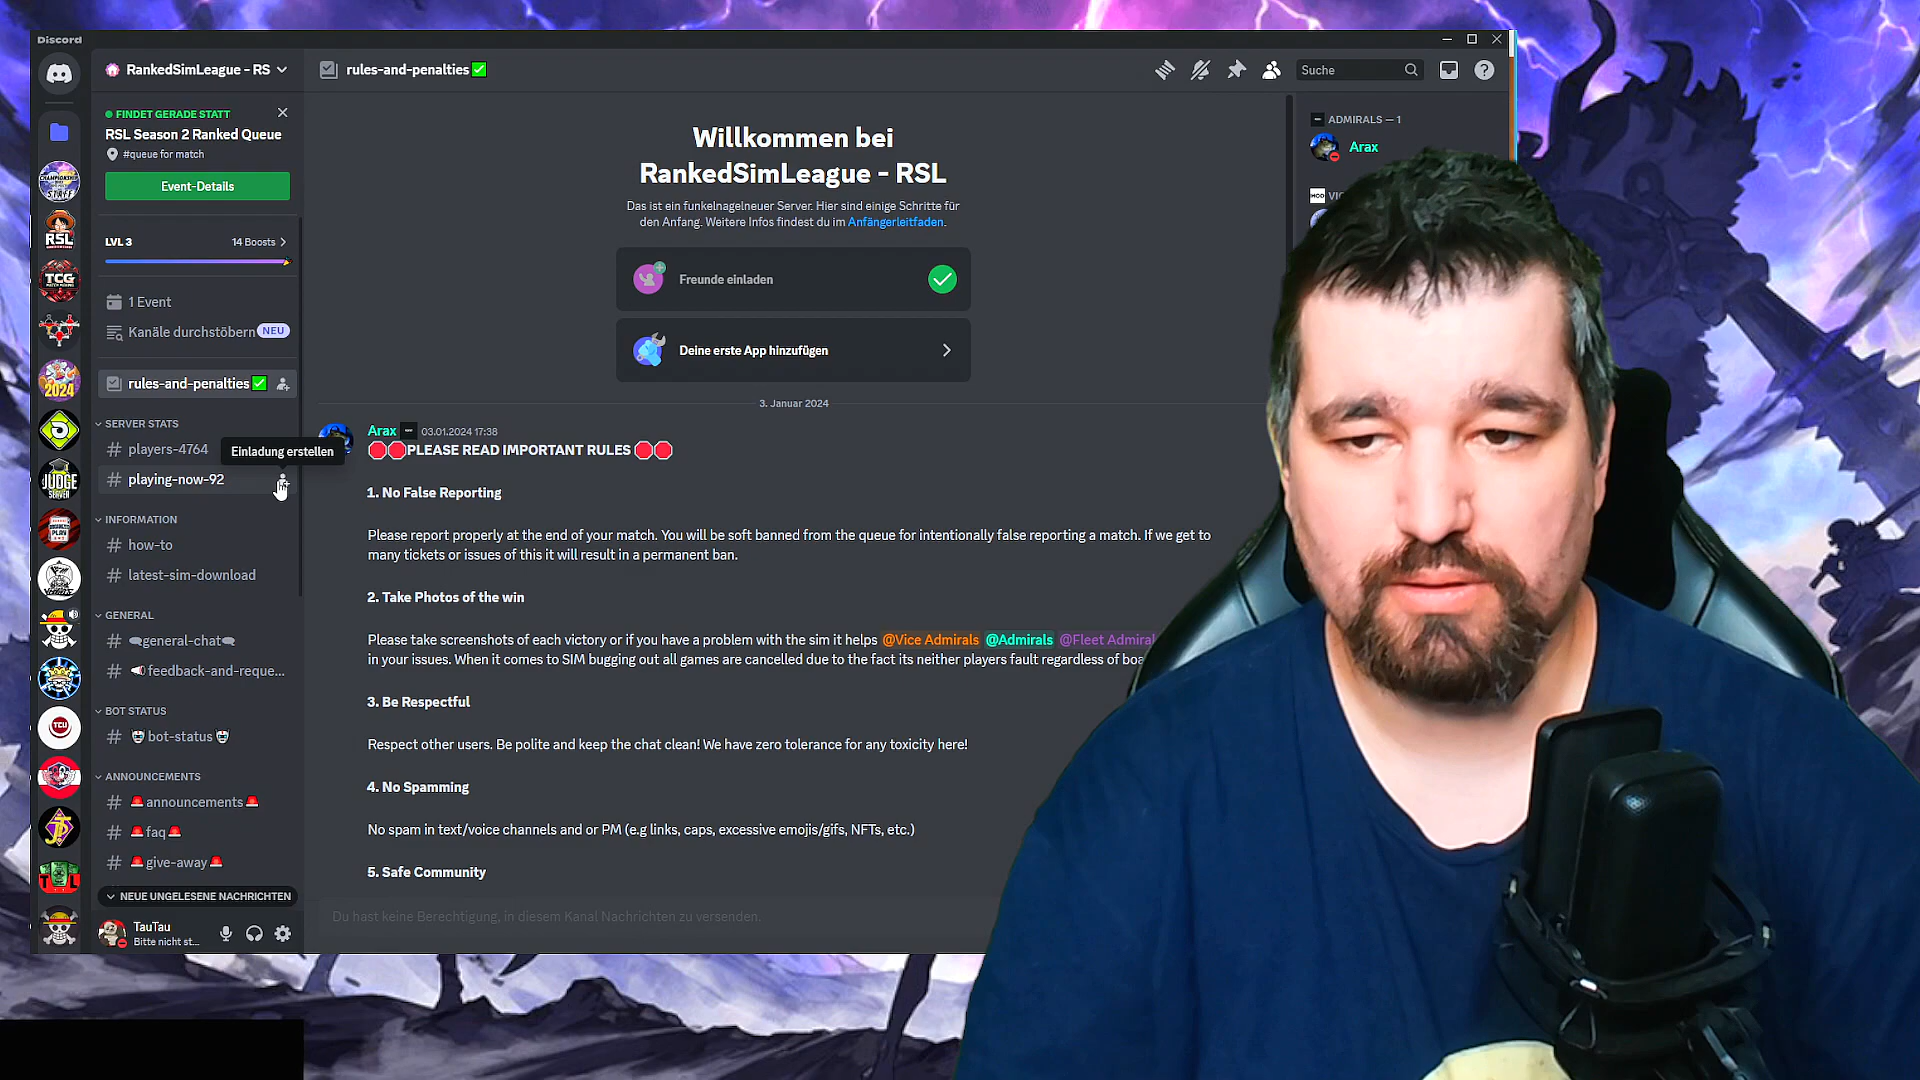 Discord
RankedSimLeague - RS
FINDET GERADE STATT
RSL Season 2 Ranked Queue
#queue for match
Event-Details
LVL 3
14 Boosts
1 Event
Kanäle durchstöbern
NEU
rules-and-penalties✅
SERVER STATS
# players-4764
Einladung erstellen
# playing-now-92
INFORMATION
# how-to
# latest-sim-download
GENERAL
# general-chat
# feedback-and-reque...
BOT STATUS
# bot-status
ANNOUNCEMENTS
# 🚨announcements🚨
# 🚨faq🚨
# 🚨give-away🚨
NEUE UNGELESENE NACHRICHTEN
TauTau
Bitte nicht st...
RSL
TCG
2024
JUDGE
SERVER
TCU
rules-and-penalties✅
Suche
Willkommen bei
RankedSimLeague - RSL
Das ist ein funkelnagelneuer Server. Hier sind einige Schritte für
den Anfang. Weitere Infos findest du im Anfängerleitfaden.
Freunde einladen
Deine erste App hinzufügen
3. Januar 2024
Arax 03.01.2024 17:38
🛑🛑PLEASE READ IMPORTANT RULES 🛑🛑
1. No False Reporting
Please report properly at the end of your match. You will be soft banned from the queue for intentionally false reporting a match. If we get to
many tickets or issues of this it will result in a permanent ban.
2. Take Photos of the win
Please take screenshots of each victory or if you have a problem with the sim it helps @Vice Admirals @Admirals @Fleet Admiral
in your issues. When it comes to SIM bugging out all games are cancelled due to the fact its neither players fault regardless of boa
3. Be Respectful
Respect other users. Be polite and keep the chat clean! We have zero tolerance for any toxicity here!
4. No Spamming
No spam in text/voice channels and or PM (e.g links, caps, excessive emojis/gifs, NFTs, etc.)
5. Safe Community
Du hast keine Berechtigung, in diesem Kanal Nachrichten zu versenden.
ADMIRALS — 1
Arax
MOD